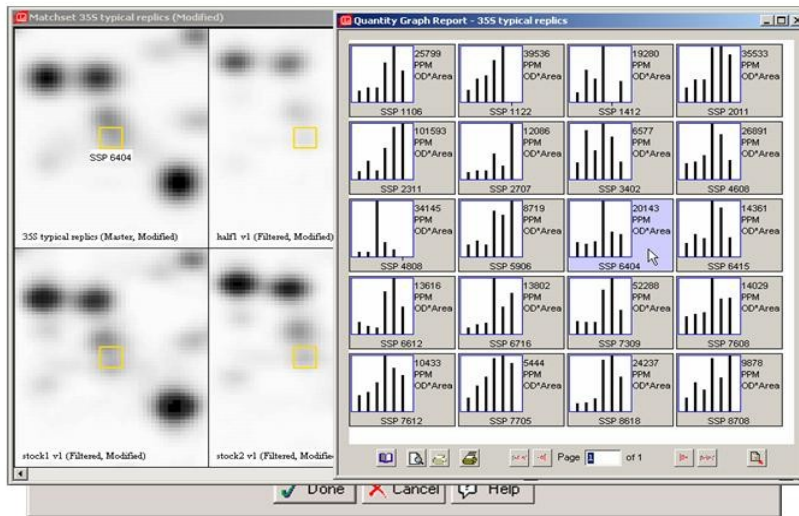 Matchset 35S typical replics (Modified)
SSP 6404
35S typical replics (Master, Modified)
half1 v1 (Filtered, Modified)
stock1 v1 (Filtered, Modified)
stock2 v1 (Filtered, Modified)
Quantity Graph Report - 35S typical replics
25799 PPM OD*Area
SSP 1106
39536 PPM OD*Area
SSP 1122
19280 PPM OD*Area
SSP 1412
35533 PPM OD*Area
SSP 2011
101593 PPM OD*Area
SSP 2311
12086 PPM OD*Area
SSP 2707
6577 PPM OD*Area
SSP 3402
26891 PPM OD*Area
SSP 4608
34145 PPM OD*Area
SSP 4808
8719 PPM OD*Area
SSP 5906
20143 PPM OD*Area
SSP 6404
14361 PPM OD*Area
SSP 6415
13616 PPM OD*Area
SSP 6612
13802 PPM OD*Area
SSP 6716
52288 PPM OD*Area
SSP 7309
14029 PPM OD*Area
SSP 7608
10433 PPM OD*Area
SSP 7612
5444 PPM OD*Area
SSP 7705
24237 PPM OD*Area
SSP 8618
9878 PPM OD*Area
SSP 8708
Page 1 of 1
Done Cancel Help